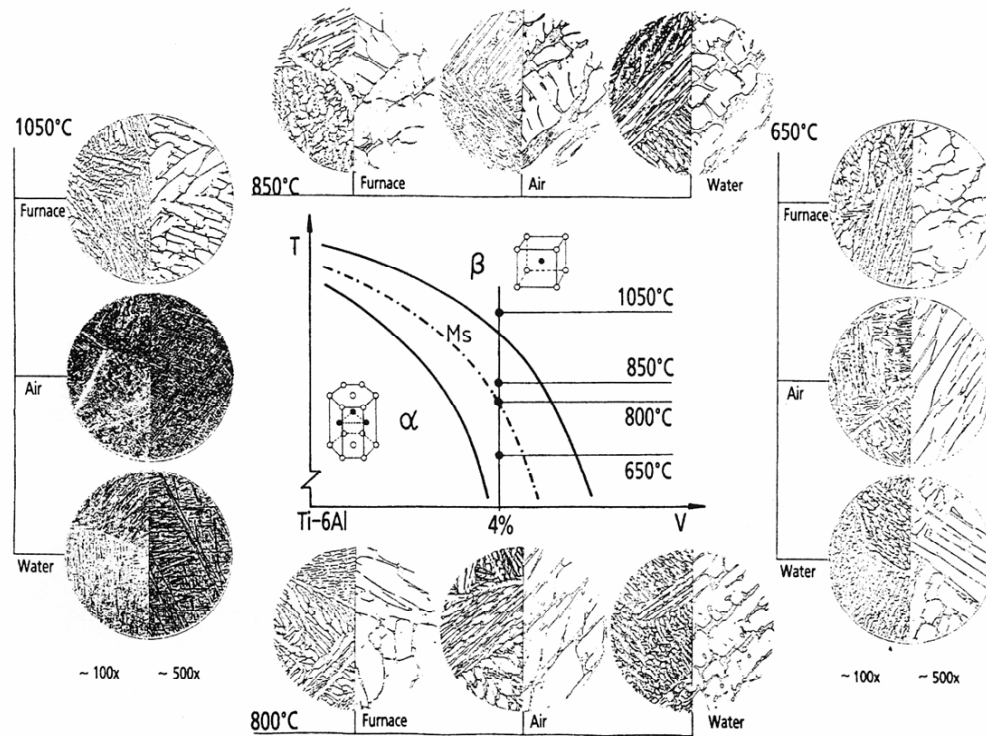 1050°C
Furnace
Air
Water
~ 100x ~ 500x
850°C
Furnace
Air
Water
650°C
Furnace
Air
Water
~ 100x ~ 500x
T
β
Ms
α
1050°C
850°C
800°C
650°C
Ti-6Al
4%
V
800°C
Furnace
Air
Water